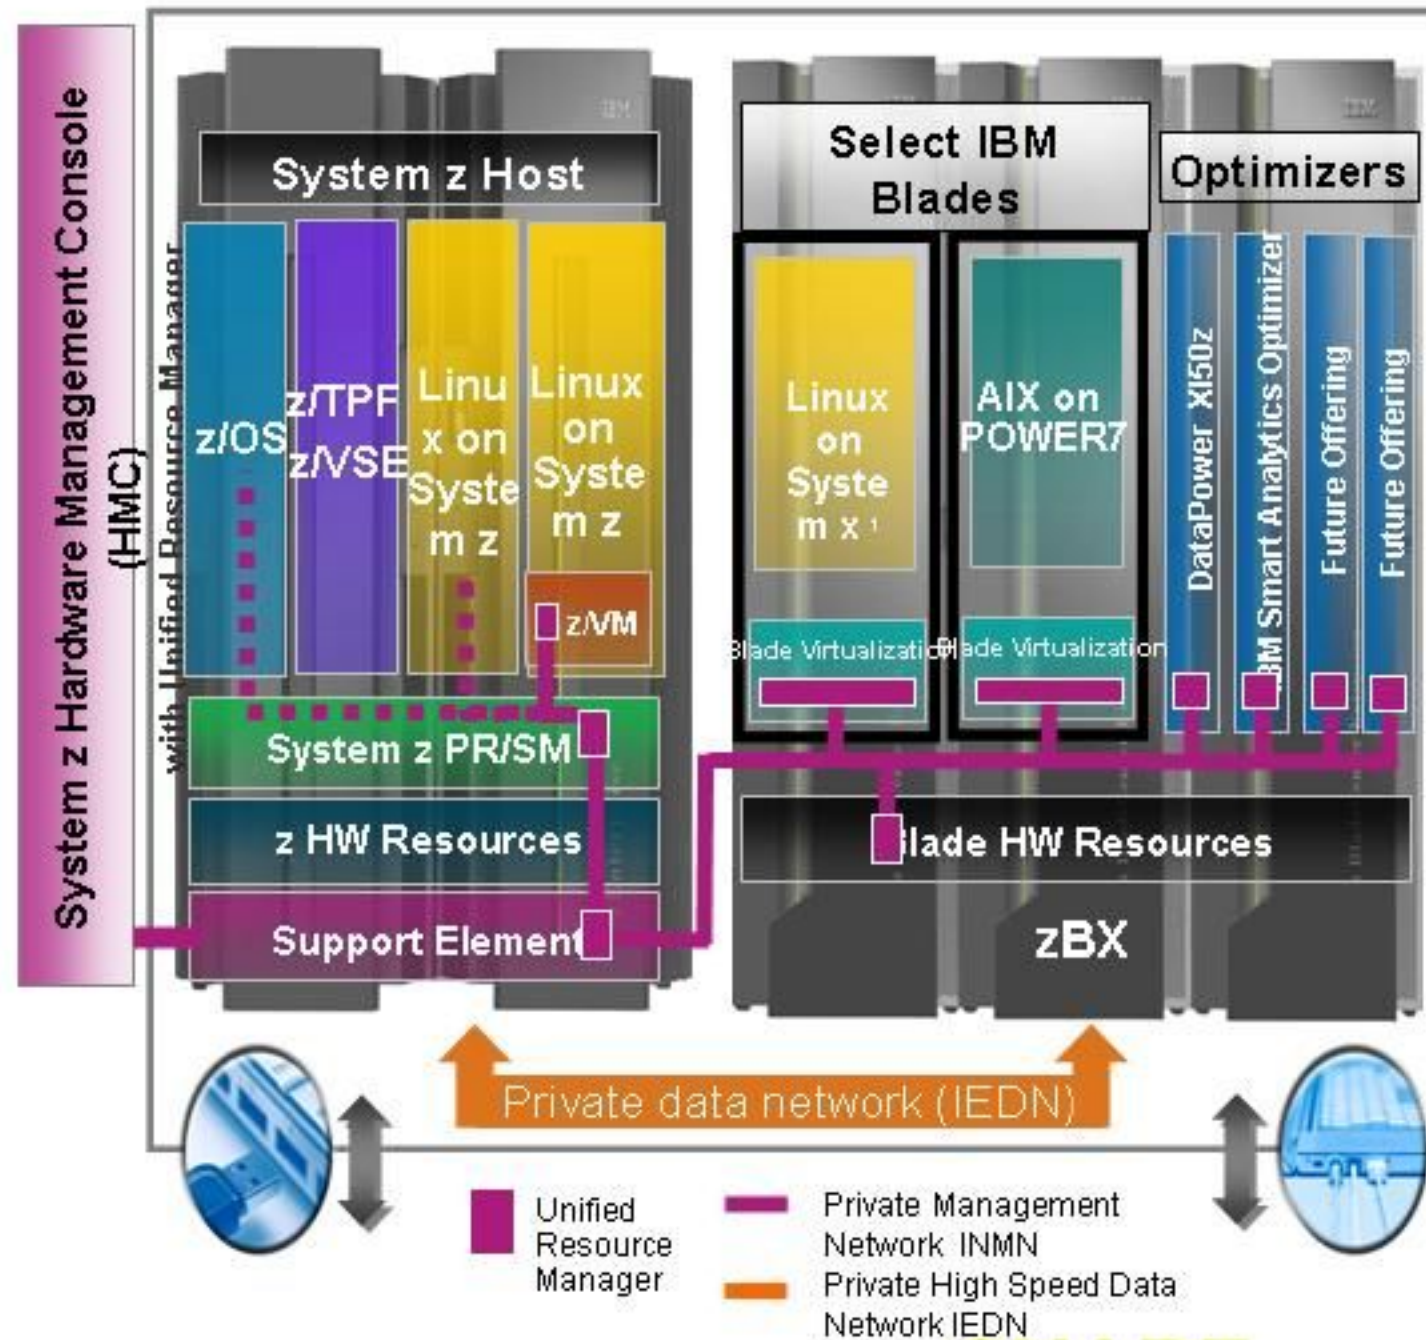 System z Hardware Management Console
(HMC)
with Unified Resource Manager
IBM
IBM
System z Host
Select IBM
Blades
Optimizers
z/OS
z/TPF
z/VSE
Linu
x on
Syste
m z
Linux
on
Syste
m z
z/VM
Linux
on
Syste
m x 1
AIX on
POWER7
DataPower XI50z
IBM Smart Analytics Optimizer
Future Offering
Future Offering
Blade Virtualization
Blade Virtualization
System z PR/SM
z HW Resources
Support Element
Blade HW Resources
zBX
Private data network (IEDN)
Unified
Resource
Manager
Private Management
Network INMN
Private High Speed Data
Network IEDN